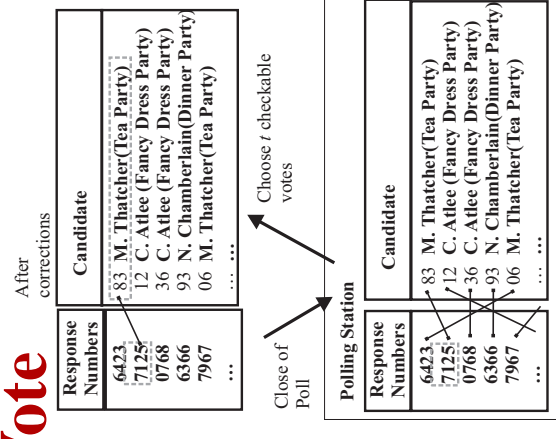 Vote
After
corrections
Response
Numbers
Candidate
6423
7125
0768
6366
7967
...
83 M. Thatcher(Tea Party)
12 C. Atlee (Fancy Dress Party)
36 C. Atlee (Fancy Dress Party)
93 N. Chamberlain(Dinner Party)
06 M. Thatcher(Tea Party)
... ...
Close of
Poll
Choose t checkable
votes
Polling Station
Response
Numbers
Candidate
6423
7125
0768
6366
7967
...
83 M. Thatcher(Tea Party)
12 C. Atlee (Fancy Dress Party)
36 C. Atlee (Fancy Dress Party)
93 N. Chamberlain(Dinner Party)
06 M. Thatcher(Tea Party)
... ...